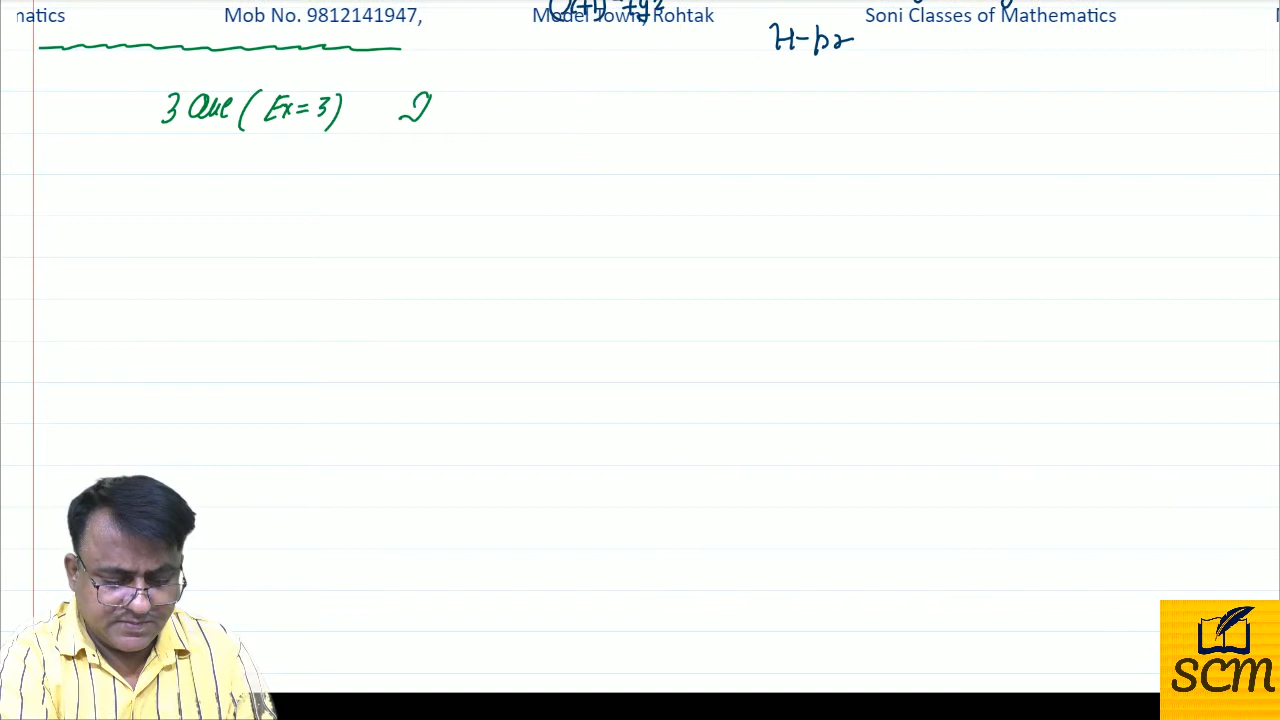 natics Mob No. 9812141947, Model Town, Rohtak Soni Classes of Mathematics
H-pr
3 Que (Ex=3)
SCM